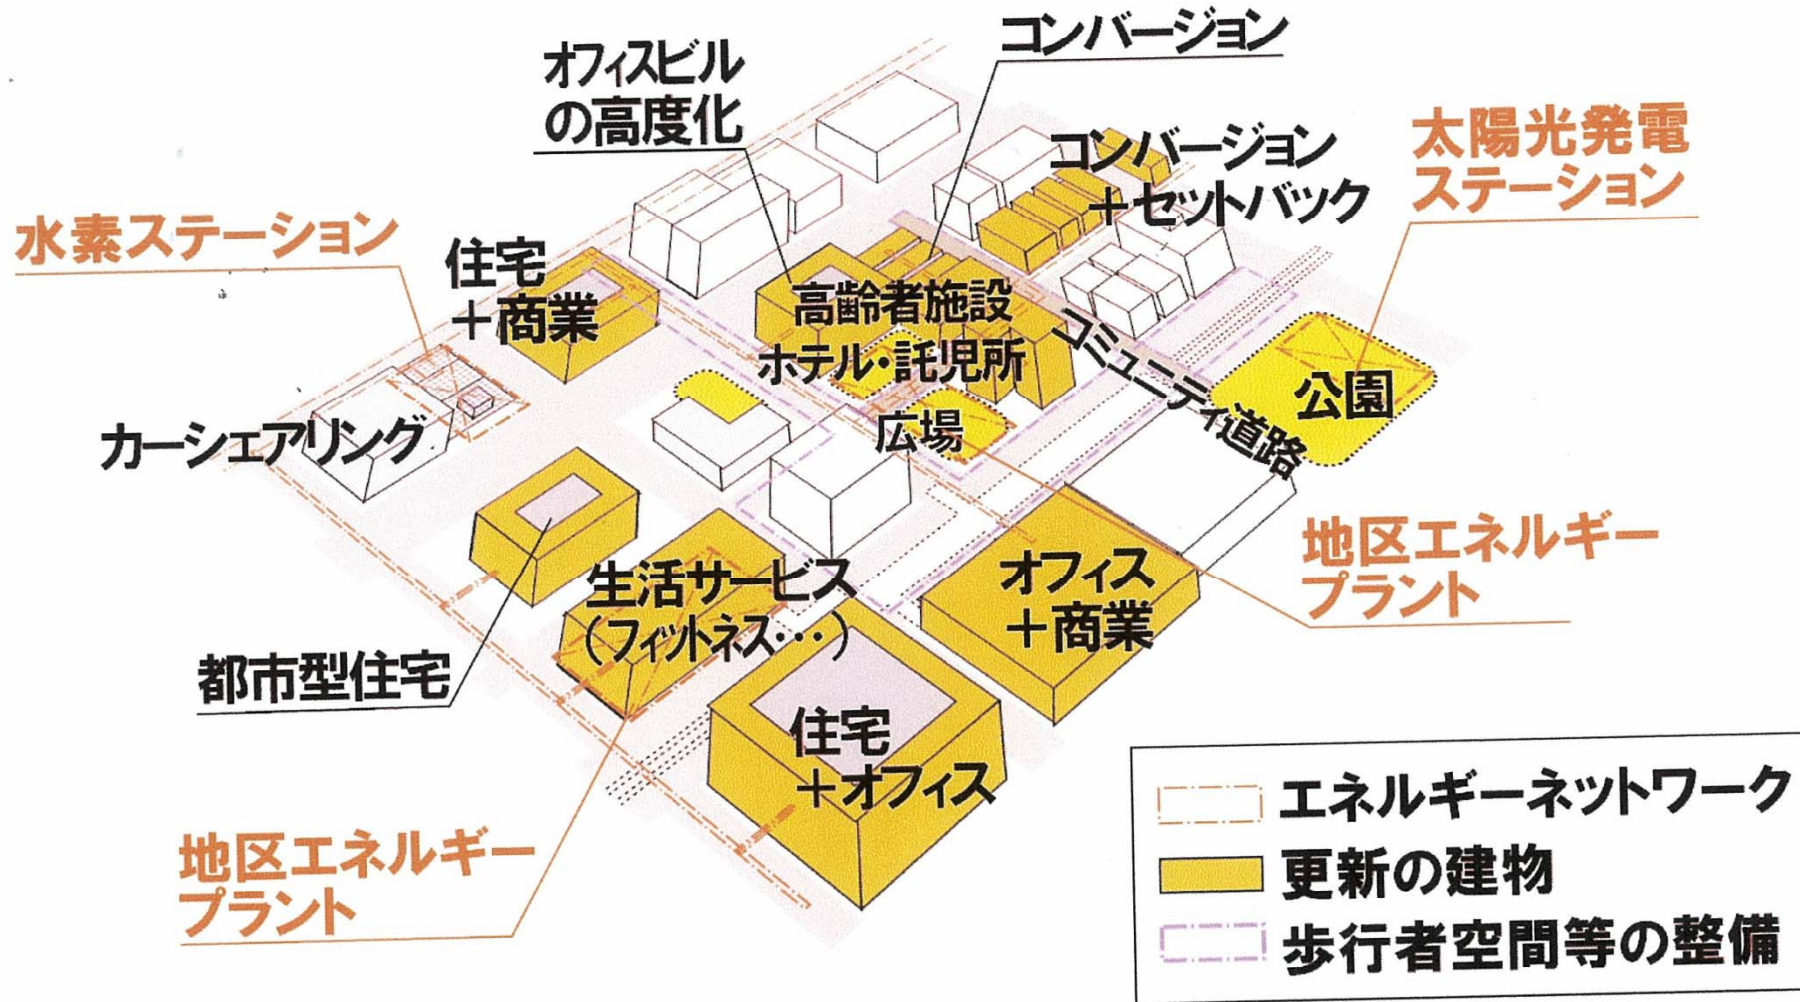 コンバージョン
オフィスビル
の高度化
太陽光発電
ステーション
コンバージョン
+セットバック
水素ステーション
住宅
+商業
高齢者施設
ホテル・託児所
コミュニティ道路
公園
広場
カーシェアリング
地区エネルギー
プラント
オフィス
+商業
生活サービス
(フィットネス・・・)
都市型住宅
住宅
+オフィス
地区エネルギー
プラント
エネルギーネットワーク
更新の建物
歩行者空間等の整備